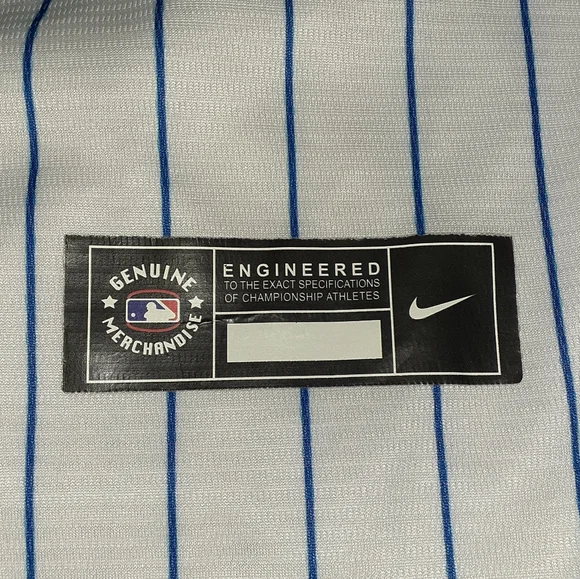 GENUINE
MERCHANDISE
ENGINEERED
TO THE EXACT SPECIFICATIONS
OF CHAMPIONSHIP ATHLETES